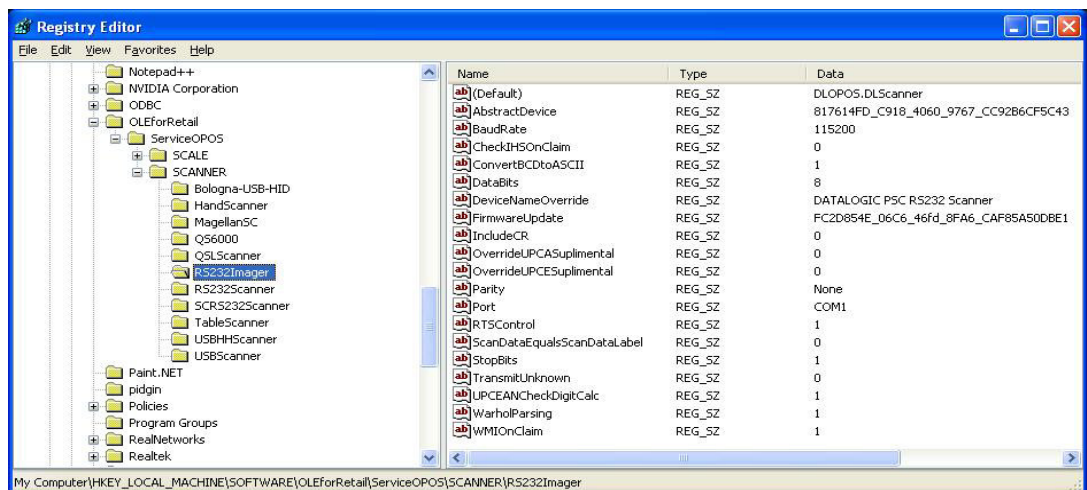 Registry Editor
File Edit View Favorites Help
Notepad++
NVIDIA Corporation
ODBC
OLEforRetail
ServiceOPOS
SCALE
SCANNER
Bologna-USB-HID
HandScanner
MagellanSC
QS6000
QSLScanner
RS232Imager
RS232Scanner
SCRS232Scanner
TableScanner
USBHHScanner
USBScanner
Paint.NET
pidgin
Policies
Program Groups
RealNetworks
Realtek
Name Type Data
(Default) REG_SZ DLOPOS.DLScanner
AbstractDevice REG_SZ 817614FD_C918_4060_9767_CC92B6CF5C43
BaudRate REG_SZ 115200
CheckIHSOnClaim REG_SZ 0
ConvertBCDtoASCII REG_SZ 1
DataBits REG_SZ 8
DeviceNameOverride REG_SZ DATALOGIC PSC RS232 Scanner
FirmwareUpdate REG_SZ FC2D854E_06C6_46fd_8FA6_CAF85A50DBE1
IncludeCR REG_SZ 0
OverrideUPCASuplimental REG_SZ 0
OverrideUPCESuplimental REG_SZ 0
Parity REG_SZ None
Port REG_SZ COM1
RTSControl REG_SZ 1
ScanDataEqualsScanDataLabel REG_SZ 0
StopBits REG_SZ 1
TransmitUnknown REG_SZ 0
UPCEANCheckDigitCalc REG_SZ 1
WarholParsing REG_SZ 1
WMIOnClaim REG_SZ 1
My Computer\HKEY_LOCAL_MACHINE\SOFTWARE\OLEforRetail\ServiceOPOS\SCANNER\RS232Imager